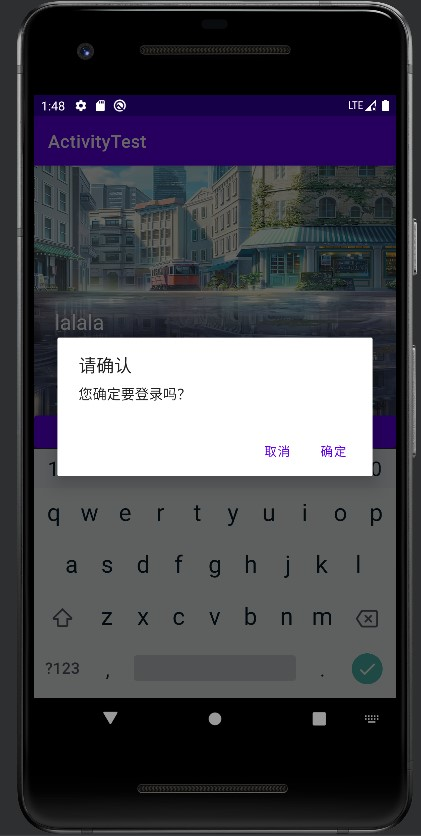 1:48 LTE
ActivityTest
lalala
请确认
您确定要登录吗?
取消 确定
1 0
q w e r t y u i o p
a s d f g h j k l
z x c v b n m
?123 , .